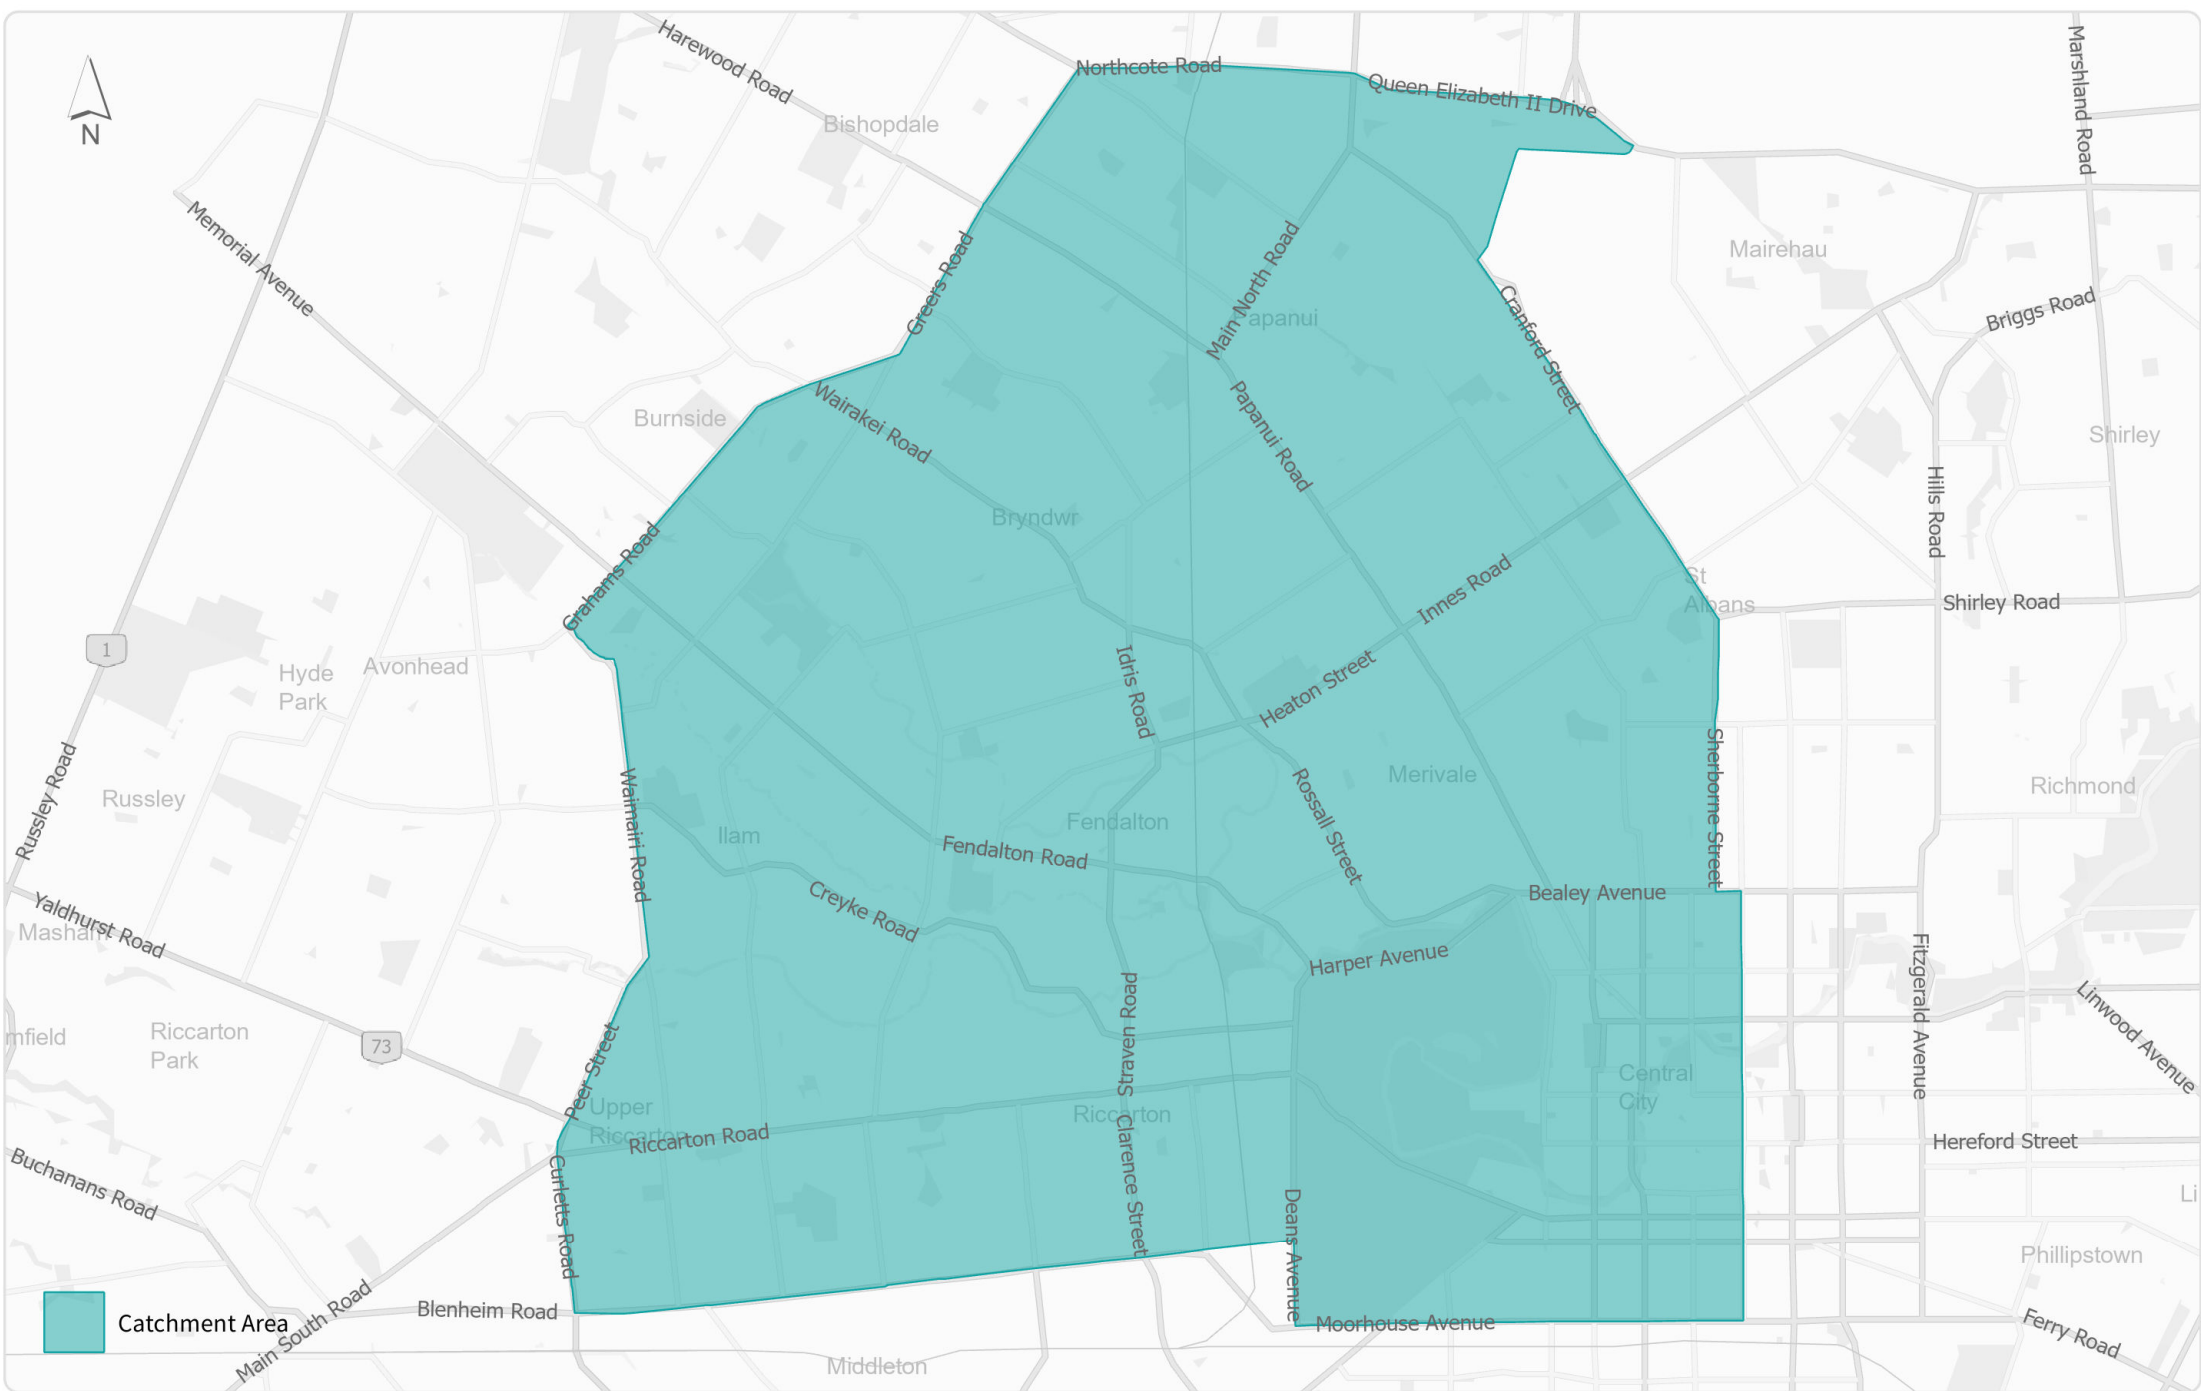 Harewood Road
Northcote Road
Queen Elizabeth II Drive
Marshland Road
N
Bishopdale
Memorial Avenue
Greers Road
Main North Road
Papanui
Cranford Street
Mairehau
Briggs Road
Burnside
Wairakei Road
Papanui Road
Shirley
Hills Road
Grahams Road
Bryndwr
Innes Road
St
Albans
Shirley Road
1
Hyde
Park
Avonhead
Idris Road
Heaton Street
Russley Road
Russley
Wainairi Road
Ilam
Fendalton
Fendalton Road
Rossall Street
Merivale
Sherborne Street
Richmond
Yaldhurst Road
Masham
Creyke Road
Harper Avenue
Bealey Avenue
Fitzgerald Avenue
Linwood Avenue
mfield
Riccarton
Park
73
Peer Street
Straven Road
Central
City
Upper
Riccarton
Riccarton Road
Riccarton
Clarence Street
Hereford Street
Buchanans Road
Curletts Road
Deans Avenue
Li
Phillipstown
Catchment Area
Main South Road
Blenheim Road
Moorhouse Avenue
Ferry Road
Middleton